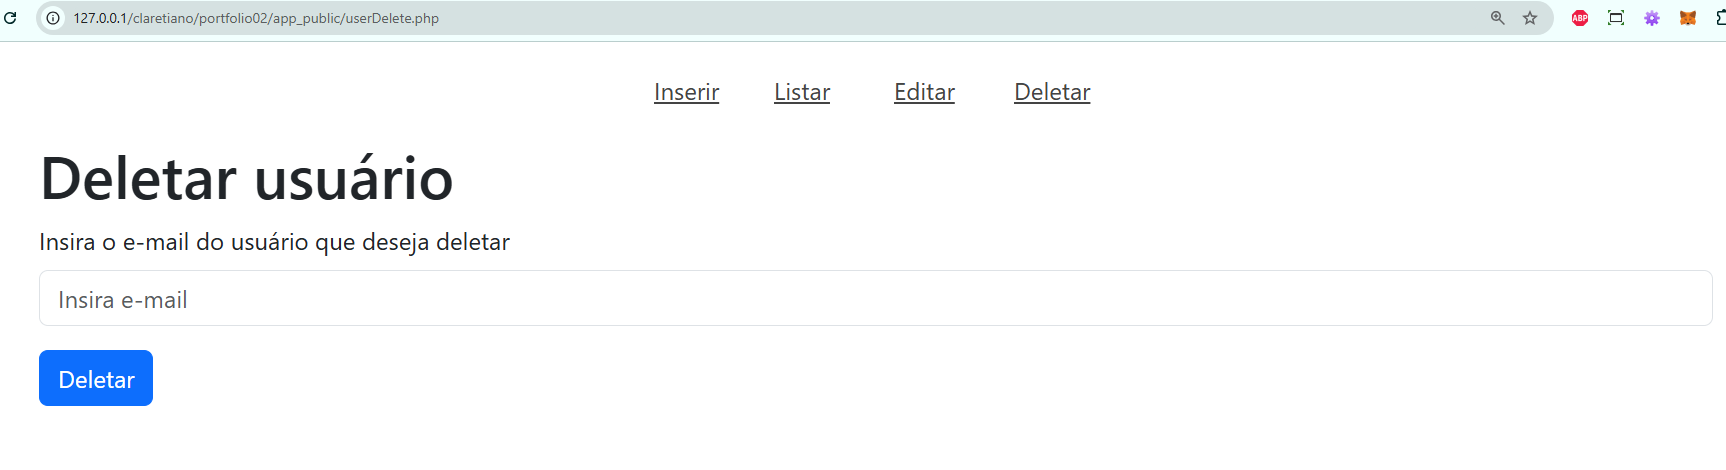 127.0.0.1/claretiano/portfolio02/app_public/userDelete.php
ABP
Inserir Listar Editar Deletar
Deletar usuário
Insira o e-mail do usuário que deseja deletar
Insira e-mail
Deletar